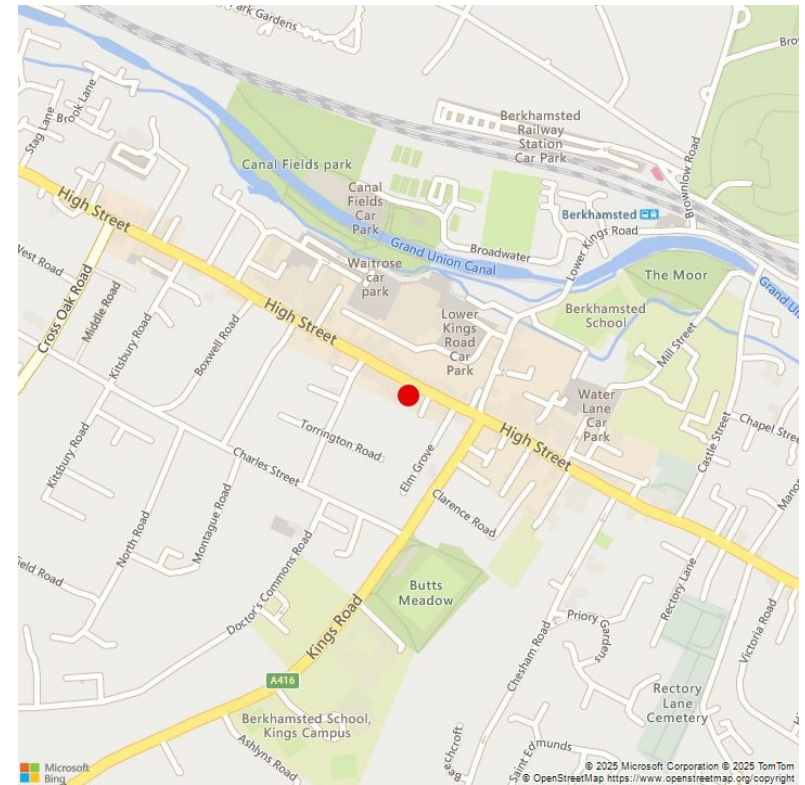 Park Gardens
Brook Lane
Stag Lane
Berkhamsted
Railway
Station
Car Park
Brownlow Road
Canal Fields park
Canal
Fields
Car
Park
Berkhamsted
Lower Kings Road
Broadwater
Grand Union Canal
High Street
West Road
Cross Oak Road
Middle Road
Kitsbury Road
Boxwell Road
Waitrose
car
park
The Moor
High Street
Lower
Kings
Road
Car
Park
Berkhamsted
School
Mill Street
Water
Lane
Car
Park
High Street
Castle Street
Chapel Street
Torrington Road
Elm Grove
Charles Street
Clarence Road
Kitsbury Road
North Road
Montague Road
Doctor's Commons Road
Butts
Meadow
Kings Road
A416
Chesham Road
Priory
Gardens
Rectory Lane
Victoria Road
Rectory
Lane
Cemetery
Berkhamsted School,
Kings Campus
Ashlyns Road
Saint Edmunds
Microsoft
Bing
© 2025 Microsoft Corporation © 2025 TomTom
© OpenStreetMap https://www.openstreetmap.org/copyright